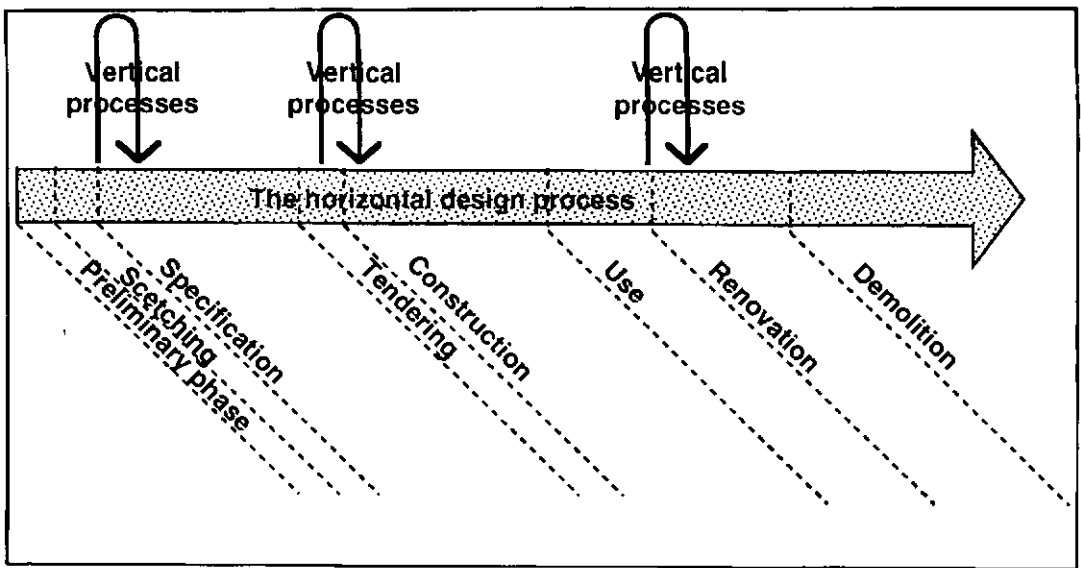 Vertical
processes
Vertical
processes
Vertical
processes
The horizontal design process
Preliminary phase
Scetching
Specification
Tendering
Construction
Use
Renovation
Demolition